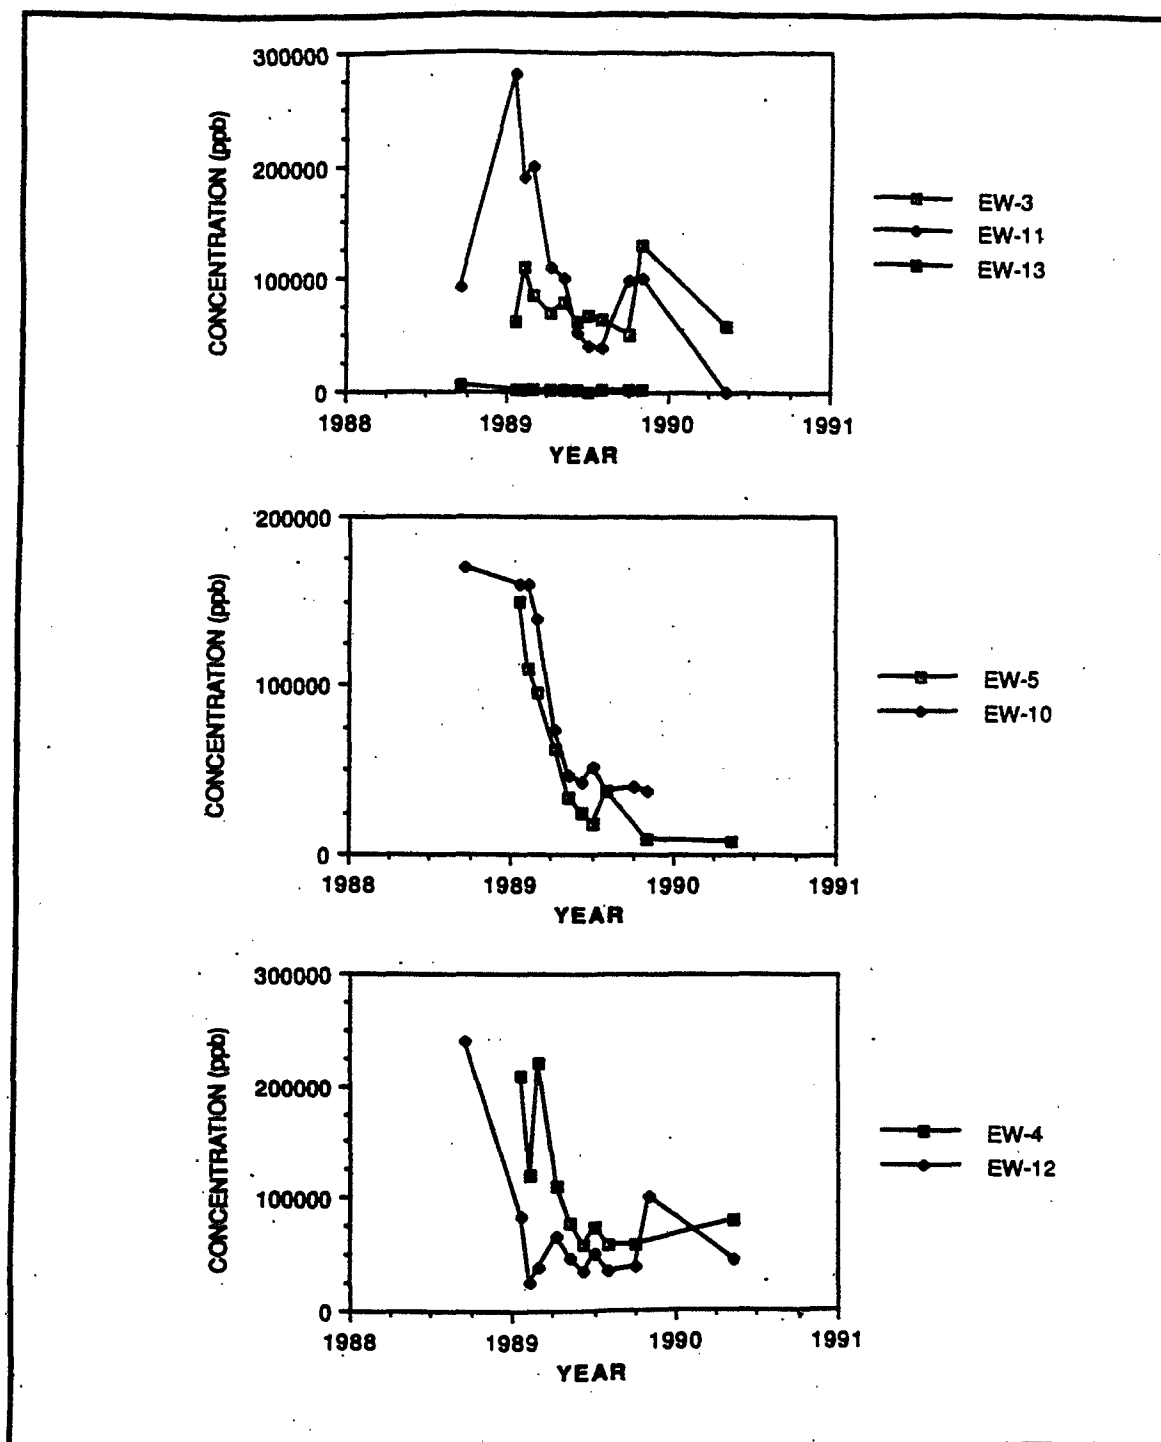 300000
200000
100000
0
CONCENTRATION (ppb)
1988 1989 1990 1991
YEAR
EW-3
EW-11
EW-13
200000
100000
0
CONCENTRATION (ppb)
1988 1989 1990 1991
YEAR
EW-5
EW-10
300000
200000
100000
0
CONCENTRATION (ppb)
1988 1989 1990 1991
YEAR
EW-4
EW-12